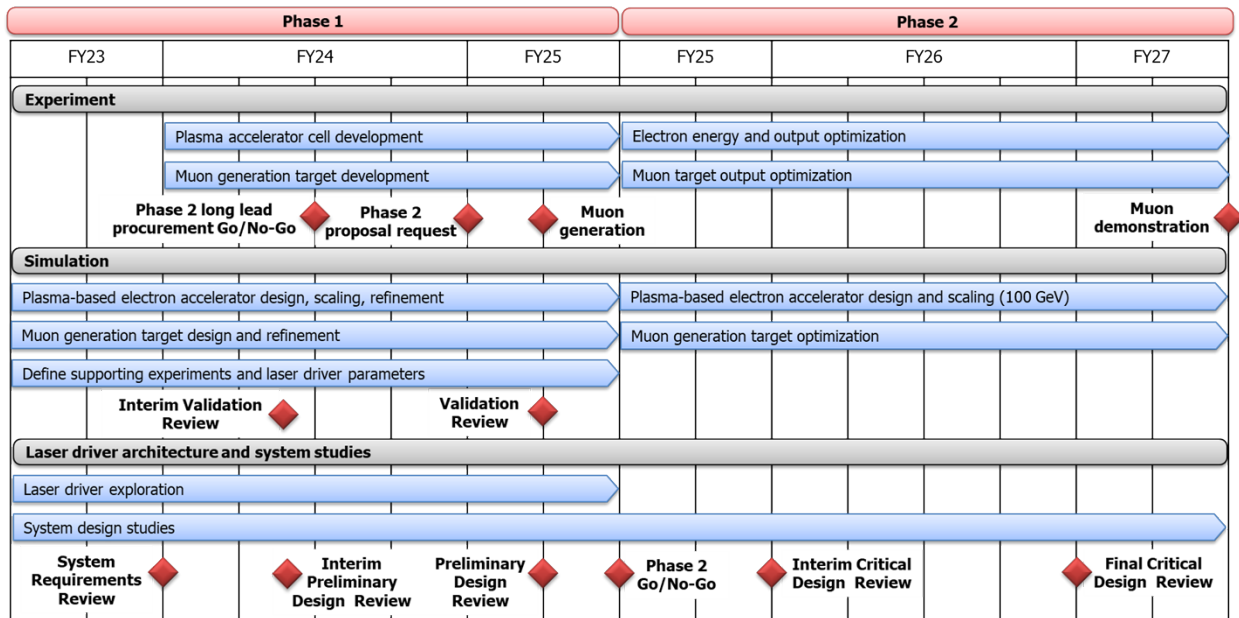 Phase 1
Phase 2
FY23
FY24
FY25
FY25
FY26
FY27
Experiment
Plasma accelerator cell development
Electron energy and output optimization
Muon generation target development
Muon target output optimization
Phase 2 long lead
procurement Go/No-Go
Phase 2
proposal request
Muon
generation
Muon
demonstration
Simulation
Plasma-based electron accelerator design, scaling, refinement
Plasma-based electron accelerator design and scaling (100 GeV)
Muon generation target design and refinement
Muon generation target optimization
Define supporting experiments and laser driver parameters
Interim Validation
Review
Validation
Review
Laser driver architecture and system studies
Laser driver exploration
System design studies
System
Requirements
Review
Interim
Preliminary
Design Review
Preliminary
Design
Review
Phase 2
Go/No-Go
Interim Critical
Design Review
Final Critical
Design Review